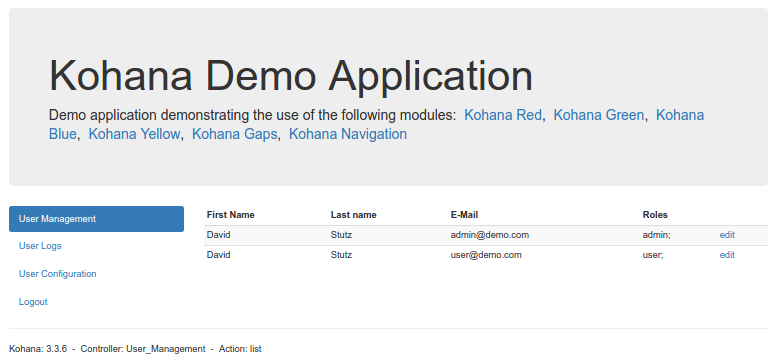 Kohana Demo Application
Demo application demonstrating the use of the following modules: Kohana Red, Kohana Green, Kohana
Blue, Kohana Yellow, Kohana Gaps, Kohana Navigation
User Management
User Logs
User Configuration
Logout
First Name Last name E-Mail Roles
David Stutz admin@demo.com admin; edit
David Stutz user@demo.com user; edit
Kohana: 3.3.6 - Controller: User_Management - Action: list